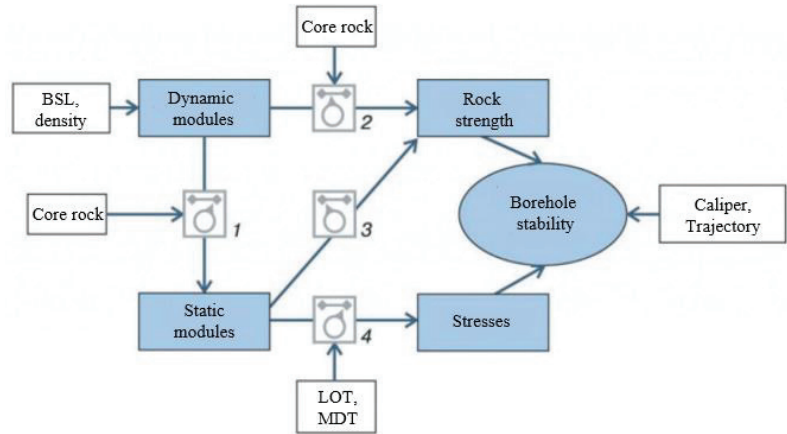 Core rock
BSL,
density
Dynamic
modules
2
Rock
strength
Core rock
1
3
Borehole
stability
Caliper,
Trajectory
Static
modules
4
Stresses
LOT,
MDT